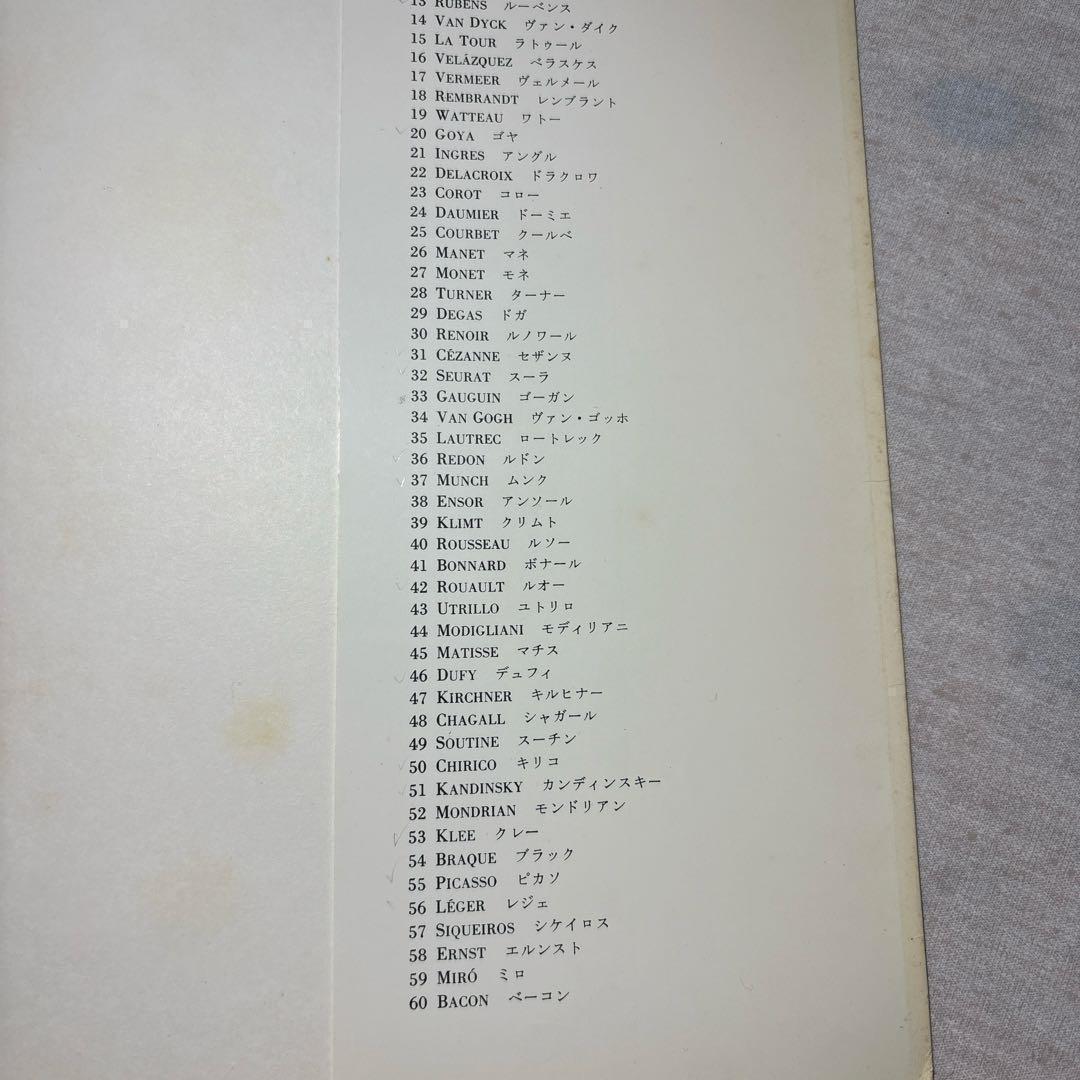 13 RUBENS ルーベンス
14 VAN DYCK ヴァン・ダイク
15 LA TOUR ラトゥール
16 VELÁZQUEZ ベラスケス
17 VERMEER ヴェルメール
18 REMBRANDT レンブラント
19 WATTEAU ワトー
20 GOYA ゴヤ
21 INGRES アングル
22 DELACROIX ドラクロワ
23 COROT コロー
24 DAUMIER ドーミエ
25 COURBET クールベ
26 MANET マネ
27 MONET モネ
28 TURNER ターナー
29 DEGAS ドガ
30 RENOIR ルノワール
31 CÉZANNE セザンヌ
32 SEURAT スーラ
33 GAUGUIN ゴーガン
34 VAN GOGH ヴァン・ゴッホ
35 LAUTREC ロートレック
36 REDON ルドン
37 MUNCH ムンク
38 ENSOR アンソール
39 KLIMT クリムト
40 ROUSSEAU ルソー
41 BONNARD ボナール
42 ROUAULT ルオー
43 UTRILLO ユトリロ
44 MODIGLIANI モディリアニ
45 MATISSE マチス
46 DUFY デュフィ
47 KIRCHNER キルヒナー
48 CHAGALL シャガール
49 SOUTINE スーチン
50 CHIRICO キリコ
51 KANDINSKY カンディンスキー
52 MONDRIAN モンドリアン
53 KLEE クレー
54 BRAQUE ブラック
55 PICASSO ピカソ
56 LÉGER レジェ
57 SIQUEIROS シケイロス
58 ERNST エルンスト
59 MIRÓ ミロ
60 BACON ベーコン